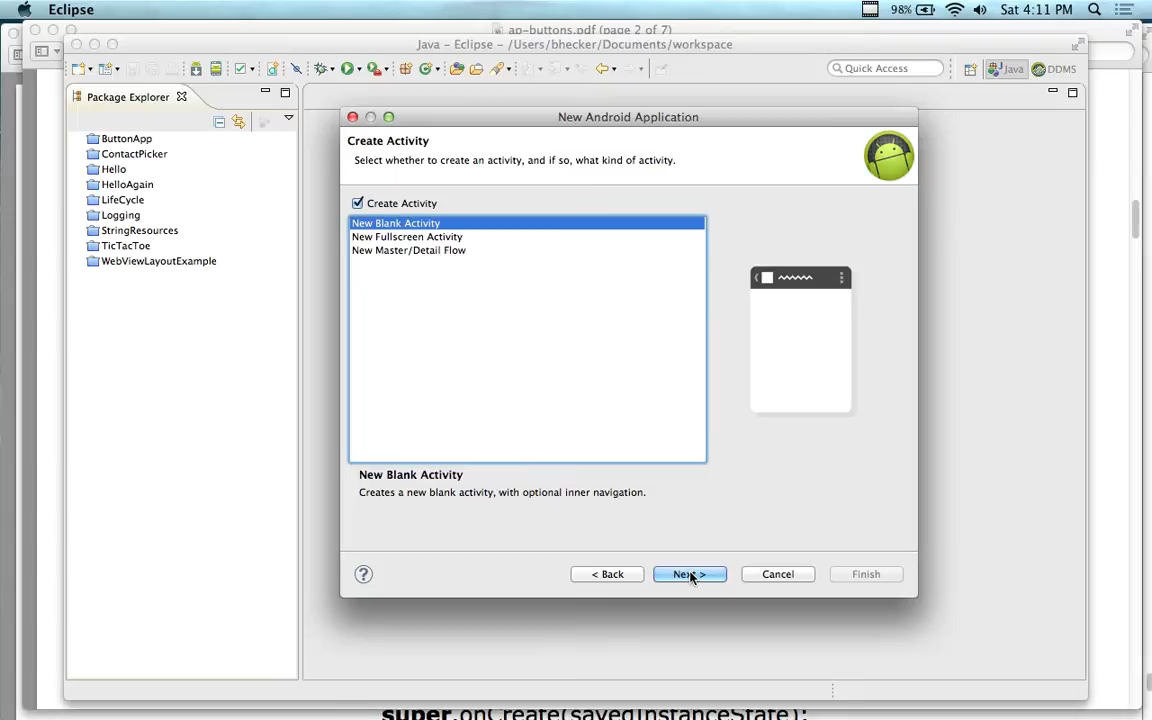 Eclipse
98%
Sat 4:11 PM
ap-buttons.pdf (page 2 of 7)
Java – Eclipse – /Users/bhecker/Documents/workspace
Quick Access
Java
DDMS
Package Explorer
ButtonApp
ContactPicker
Hello
HelloAgain
LifeCycle
Logging
StringResources
TicTacToe
WebViewLayoutExample
New Android Application
Create Activity
Select whether to create an activity, and if so, what kind of activity.
Create Activity
New Blank Activity
New Fullscreen Activity
New Master/Detail Flow
New Blank Activity
Creates a new blank activity, with optional inner navigation.
?
< Back
Next >
Cancel
Finish
super.onCreate(savedInstanceState);